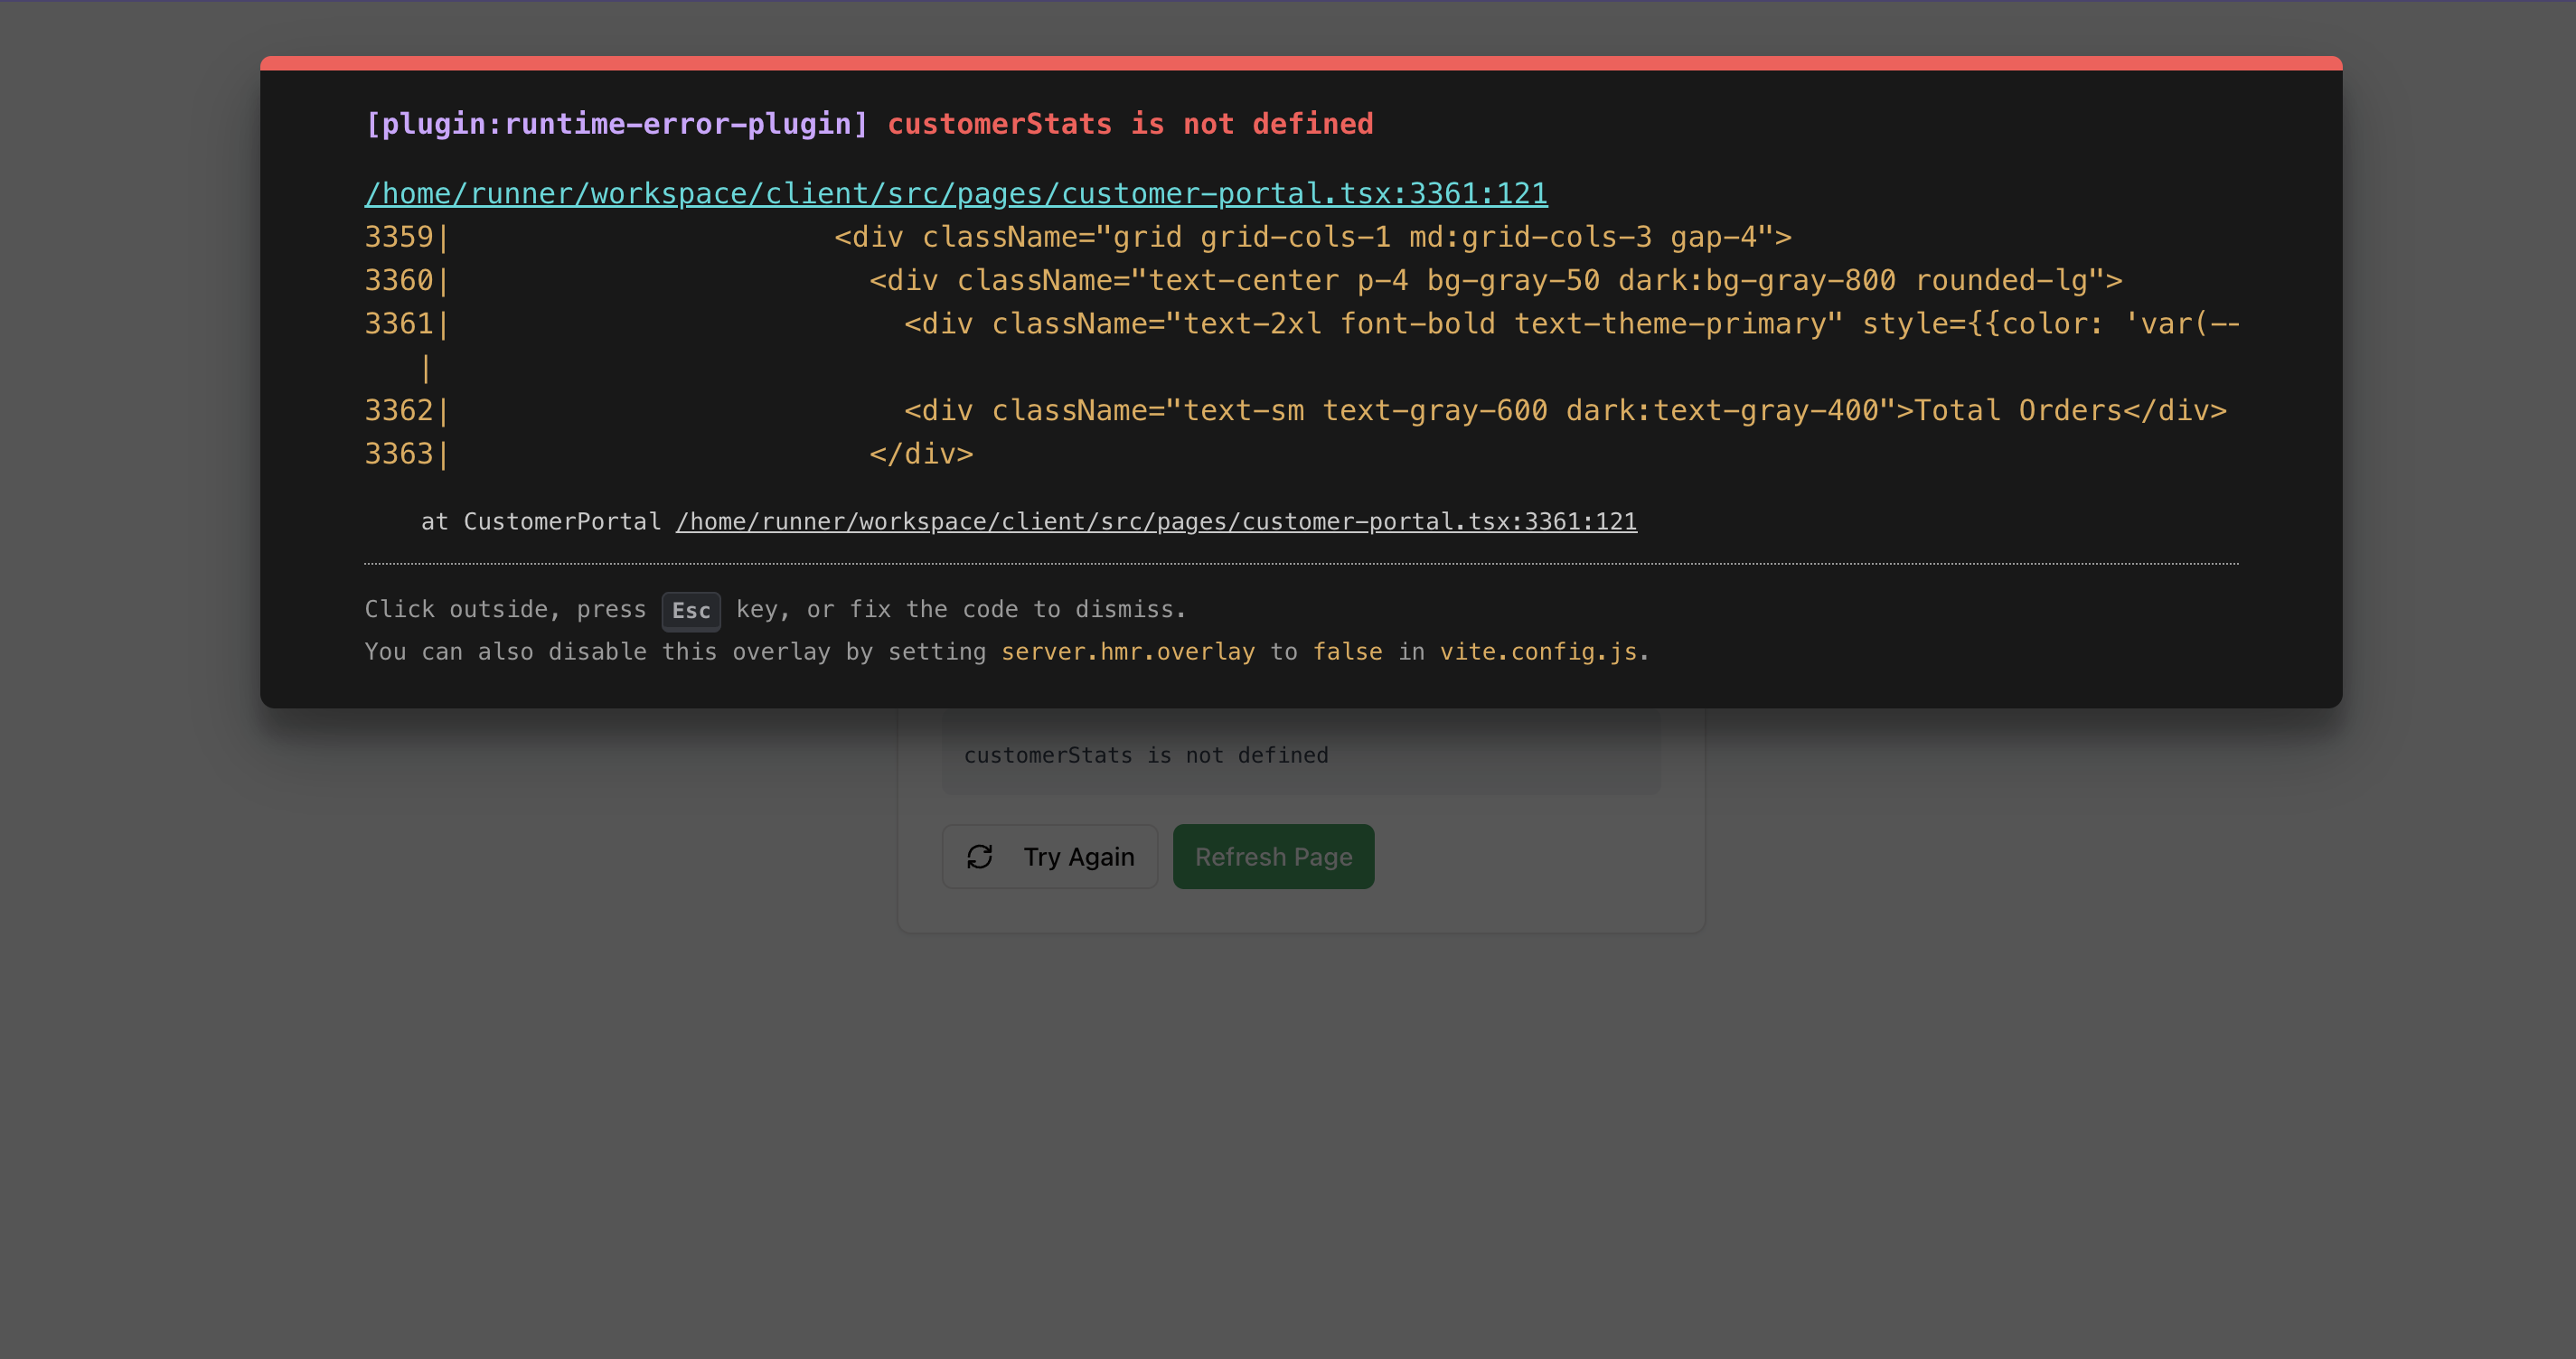 [plugin:runtime-error-plugin] customerStats is not defined
/home/runner/workspace/client/src/pages/customer-portal.tsx:3361:121
3359|                      <div className="grid grid-cols-1 md:grid-cols-3 gap-4">
3360|                        <div className="text-center p-4 bg-gray-50 dark:bg-gray-800 rounded-lg">
3361|                          <div className="text-2xl font-bold text-theme-primary" style={{color: 'var(--
|
3362|                          <div className="text-sm text-gray-600 dark:text-gray-400">Total Orders</div>
3363|                        </div>
at CustomerPortal /home/runner/workspace/client/src/pages/customer-portal.tsx:3361:121
Click outside, press Esc key, or fix the code to dismiss.
You can also disable this overlay by setting server.hmr.overlay to false in vite.config.js.
customerStats is not defined
Try Again
Refresh Page